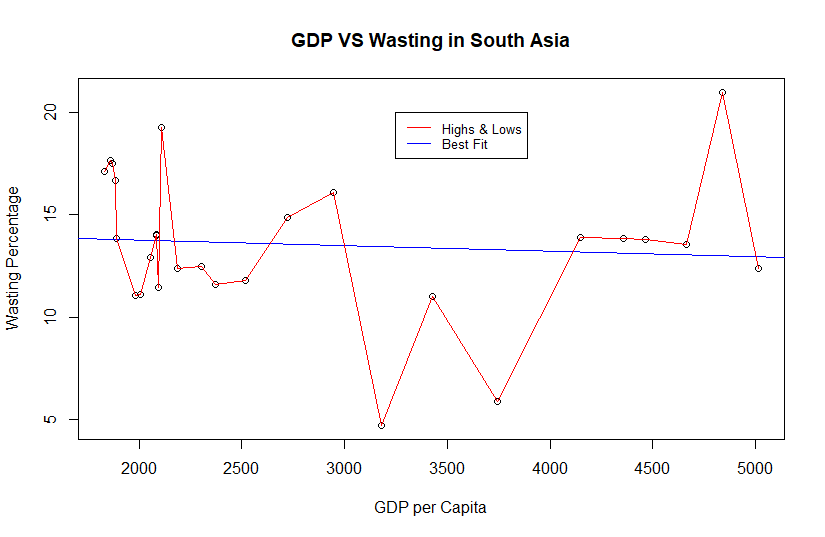 GDP VS Wasting in South Asia
Highs & Lows
Best Fit
Wasting Percentage
20
15
10
5
2000 2500 3000 3500 4000 4500 5000
GDP per Capita